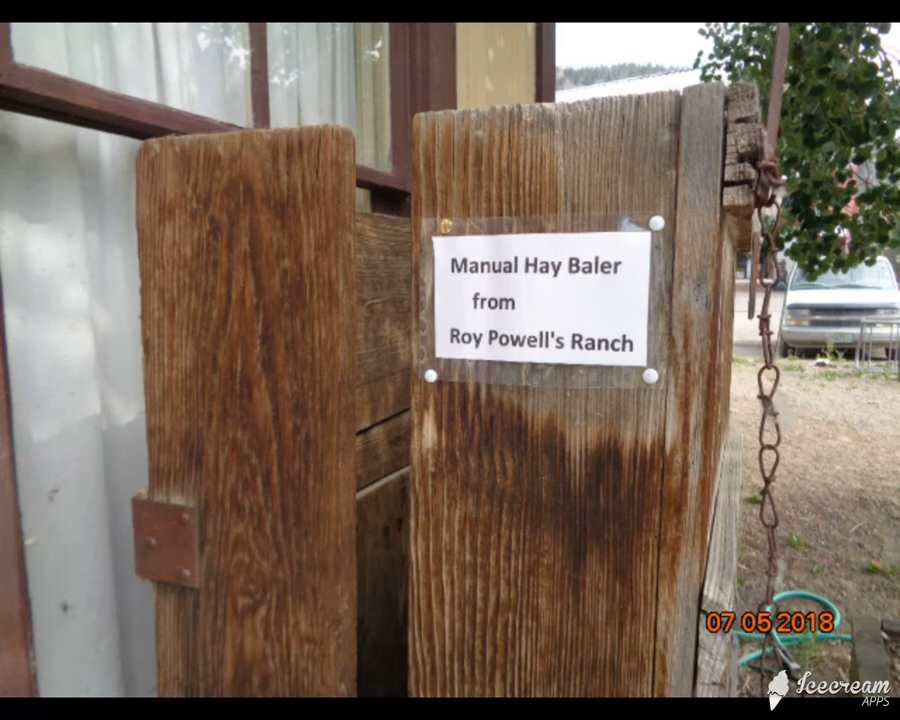 Manual Hay Baler
from
Roy Powell's Ranch
07 05 2018
Icecream
APPS